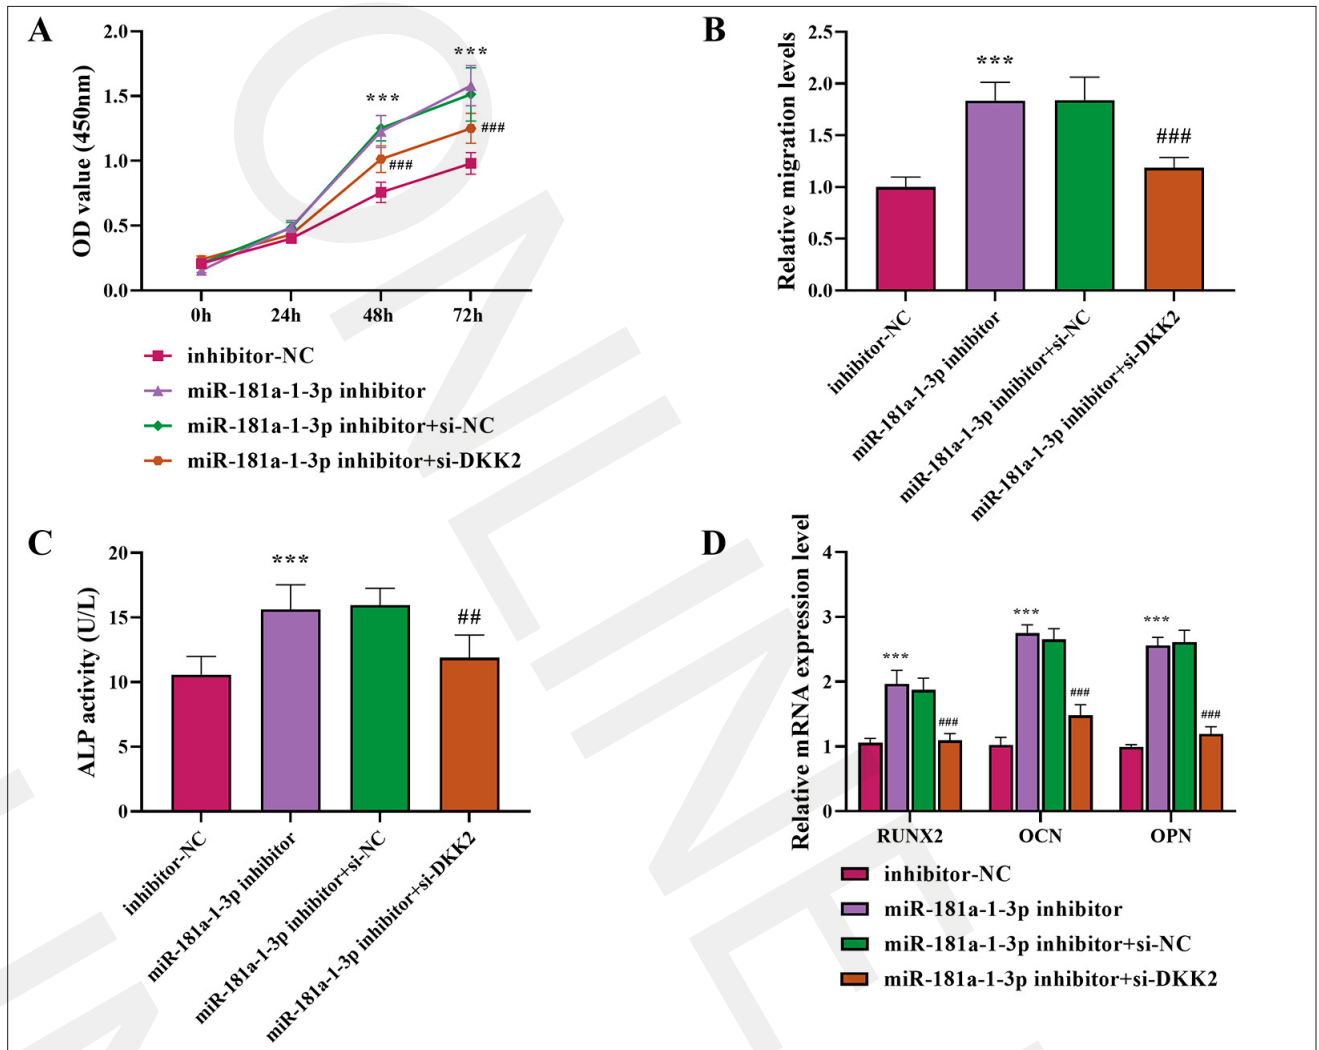 A
2.0
1.5
1.0
0.5
0.0
OD value (450nm)
***
***
###
###
0h 24h 48h 72h
inhibitor-NC
miR-181a-1-3p inhibitor
miR-181a-1-3p inhibitor+si-NC
miR-181a-1-3p inhibitor+si-DKK2
B
2.5
2.0
1.5
1.0
0.5
0.0
Relative migration levels
***
###
inhibitor-NC
miR-181a-1-3p inhibitor
miR-181a-1-3p inhibitor+si-NC
miR-181a-1-3p inhibitor+si-DKK2
C
20
15
10
5
0
ALP activity (U/L)
***
##
inhibitor-NC
miR-181a-1-3p inhibitor
miR-181a-1-3p inhibitor+si-NC
miR-181a-1-3p inhibitor+si-DKK2
D
4
3
2
1
0
Relative mRNA expression level
***
###
***
###
***
###
RUNX2 OCN OPN
inhibitor-NC
miR-181a-1-3p inhibitor
miR-181a-1-3p inhibitor+si-NC
miR-181a-1-3p inhibitor+si-DKK2
ONLINE